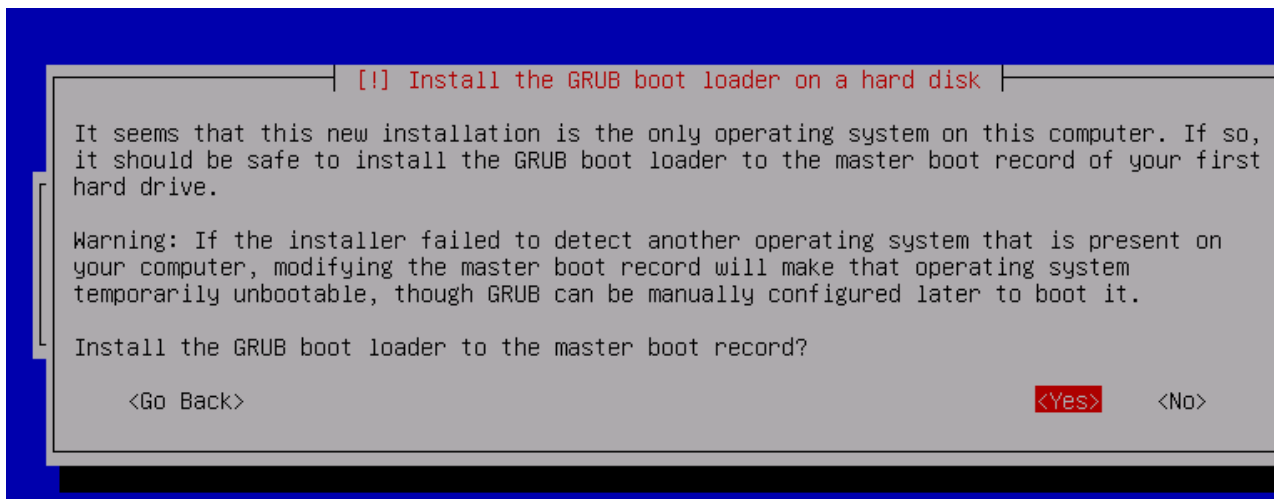 [!] Install the GRUB boot loader on a hard disk
It seems that this new installation is the only operating system on this computer. If so,
it should be safe to install the GRUB boot loader to the master boot record of your first
hard drive.
Warning: If the installer failed to detect another operating system that is present on
your computer, modifying the master boot record will make that operating system
temporarily unbootable, though GRUB can be manually configured later to boot it.
Install the GRUB boot loader to the master boot record?
<Go Back> <Yes> <No>